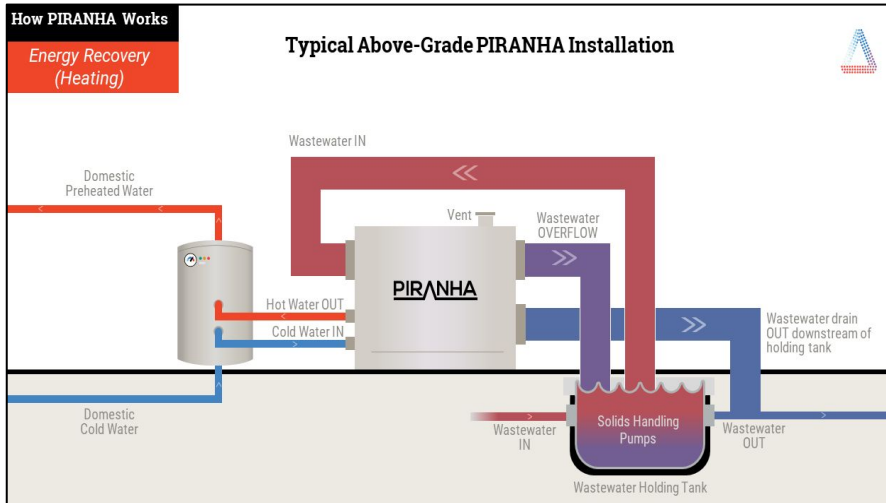 How PIRANHA Works
Energy Recovery
(Heating)
Typical Above-Grade PIRANHA Installation
Wastewater IN
Domestic
Preheated Water
Vent
Wastewater
OVERFLOW
PIRANHA
Hot Water OUT
Cold Water IN
Wastewater drain
OUT downstream of
holding tank
Domestic
Cold Water
Wastewater
IN
Solids Handling
Pumps
Wastewater
OUT
Wastewater Holding Tank